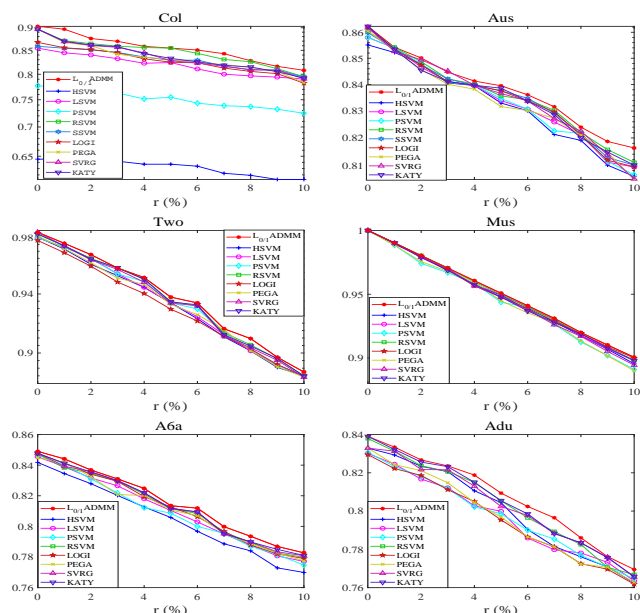 Col
0.9
0.85
0.8
0.75
0.7
0.65
L0/1ADMM
HSVM
LSVM
PSVM
RSVM
SSVM
LOGI
PEGA
SVRG
KATY
0 2 4 6 8 10
r (%)
Aus
0.86
0.85
0.84
0.83
0.82
0.81
L0/1ADMM
HSVM
LSVM
PSVM
RSVM
SSVM
LOGI
PEGA
SVRG
KATY
0 2 4 6 8 10
r (%)
Two
0.98
0.96
0.94
0.92
0.9
L0/1ADMM
HSVM
LSVM
PSVM
RSVM
LOGI
PEGA
SVRG
KATY
0 2 4 6 8 10
r (%)
Mus
1
0.95
0.9
L0/1ADMM
HSVM
LSVM
PSVM
RSVM
LOGI
PEGA
SVRG
KATY
0 2 4 6 8 10
r (%)
A6a
0.86
0.84
0.82
0.8
0.78
0.76
L0/1ADMM
HSVM
LSVM
PSVM
RSVM
LOGI
PEGA
SVRG
KATY
0 2 4 6 8 10
r (%)
Adu
0.84
0.82
0.8
0.78
0.76
L0/1ADMM
HSVM
LSVM
PSVM
RSVM
LOGI
PEGA
SVRG
KATY
0 2 4 6 8 10
r (%)